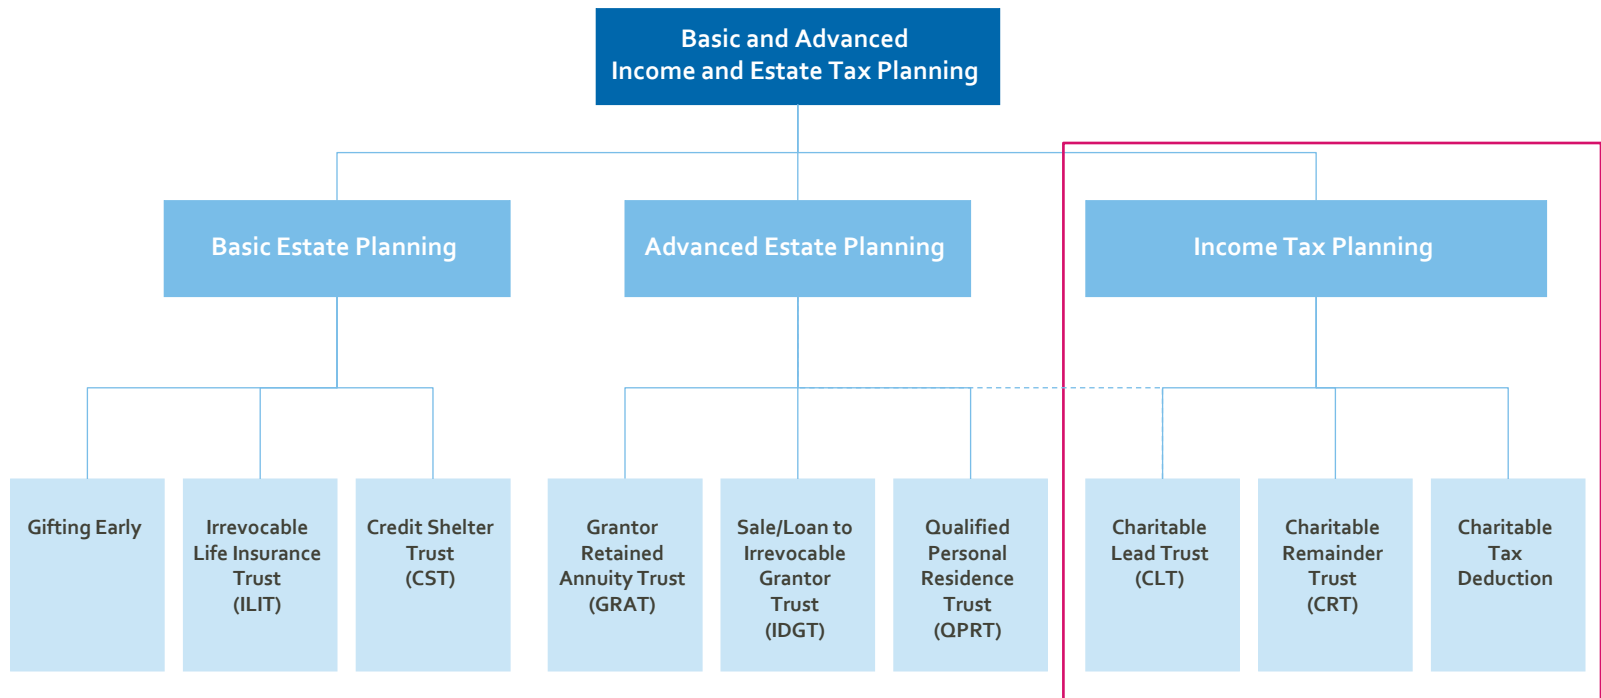 Basic and Advanced
Income and Estate Tax Planning
Basic Estate Planning
Advanced Estate Planning
Income Tax Planning
Gifting Early
Irrevocable
Life Insurance
Trust
(ILIT)
Credit Shelter
Trust
(CST)
Grantor
Retained
Annuity Trust
(GRAT)
Sale/Loan to
Irrevocable
Grantor
Trust
(IDGT)
Qualified
Personal
Residence
Trust
(QPRT)
Charitable
Lead Trust
(CLT)
Charitable
Remainder
Trust
(CRT)
Charitable
Tax
Deduction